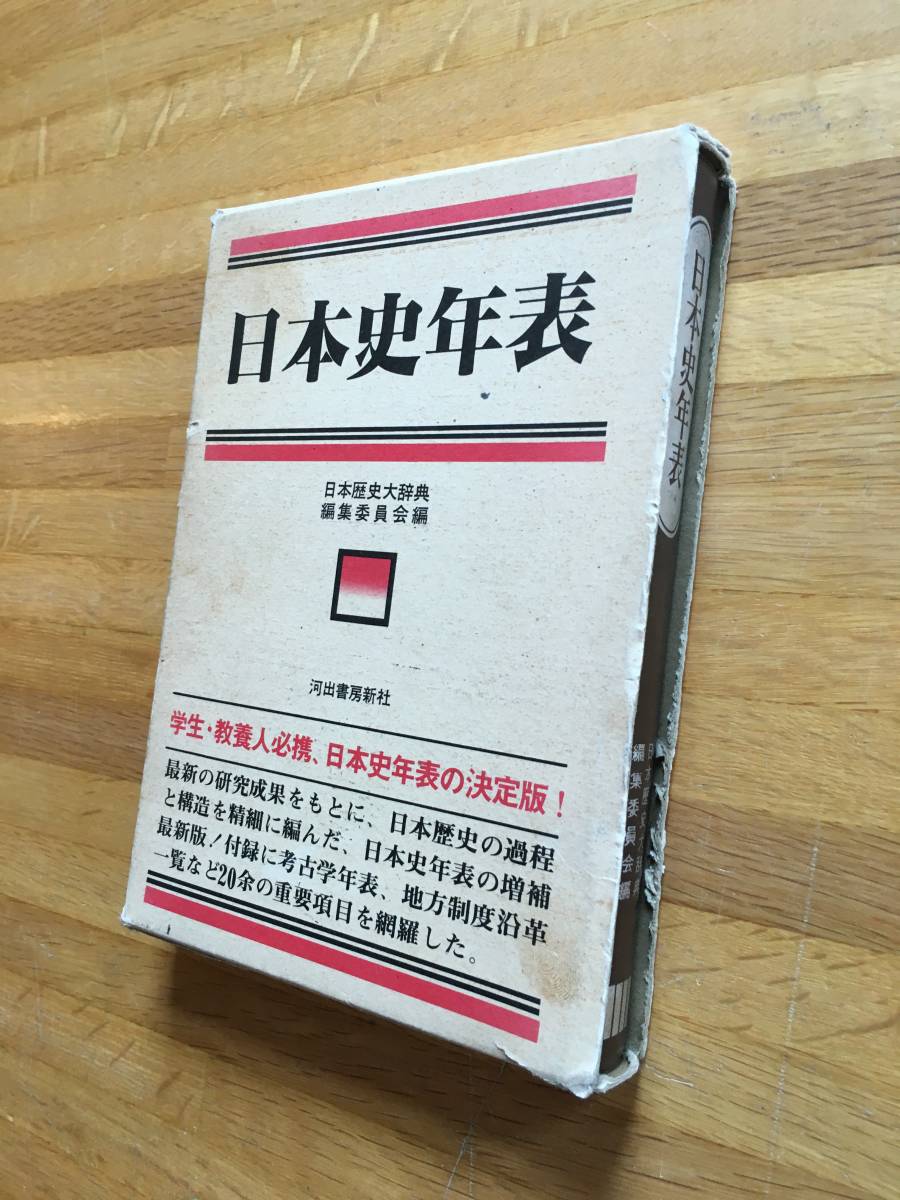 日本史年表
日本歴史大辞典
編集委員会編
河出書房新社
学生・教養人必携、日本史年表の決定版！
最新の研究成果をもとに、日本歴史の過程
と構造を精細に編んだ、日本史年表の増補
最新版！付録に考古学年表、地方制度沿革
一覧など20余の重要項目を網羅した。
日本史年表
編集委員会編